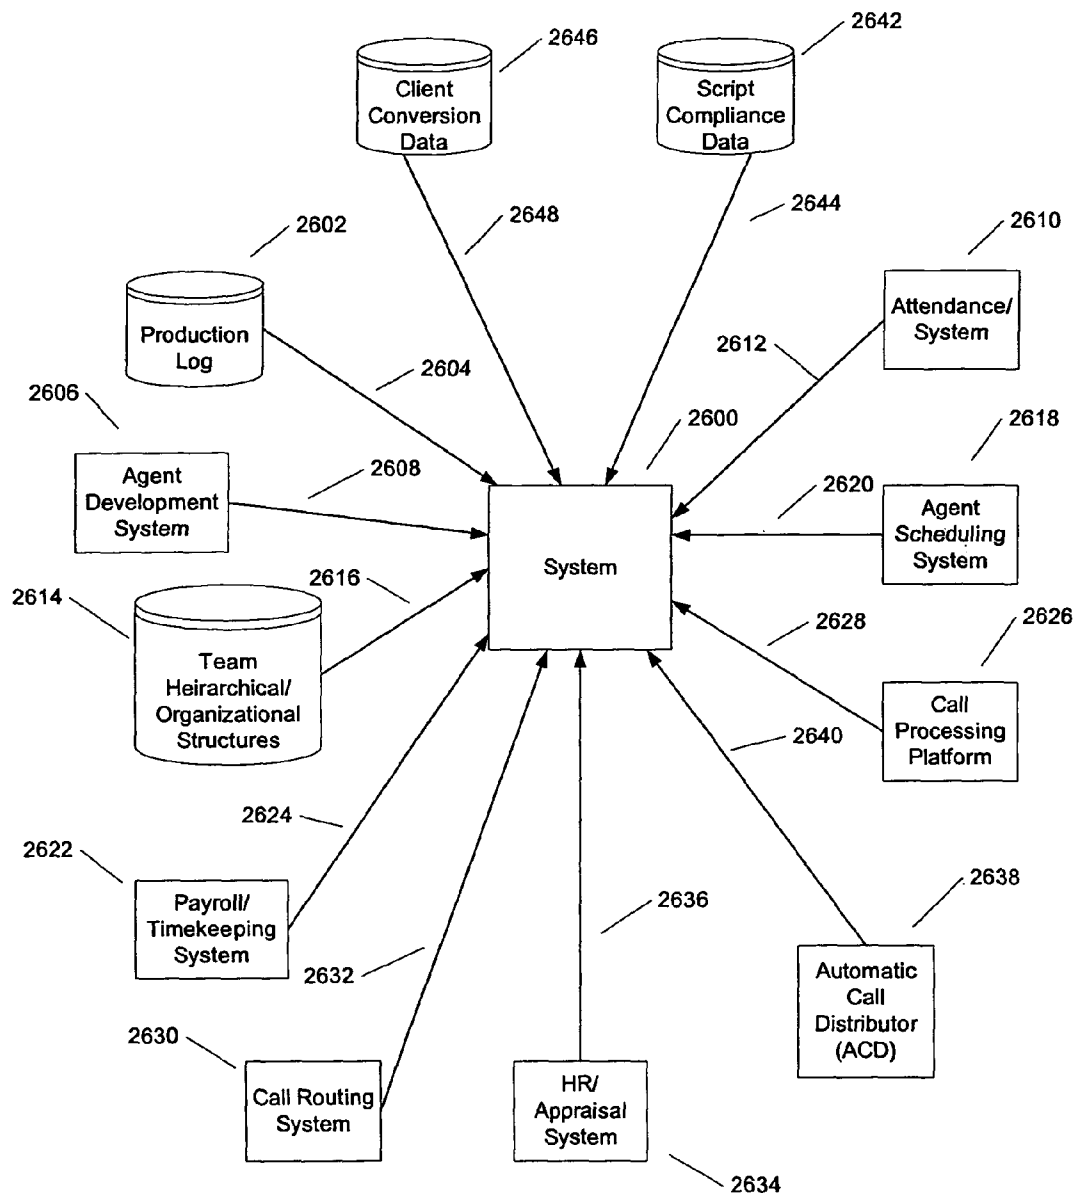 2646
2642
Client
Conversion
Data
Script
Compliance
Data
2648
2644
2602
2610
Production
Log
Attendance/
System
2604
2612
2606
2600
2618
Agent
Development
System
2608
2620
Agent
Scheduling
System
System
2614
2616
2628
2626
Team
Heirarchical/
Organizational
Structures
Call
Processing
Platform
2640
2624
2622
2638
Payroll/
Timekeeping
System
2636
2632
Automatic
Call
Distributor
(ACD)
2630
Call Routing
System
HR/
Appraisal
System
2634